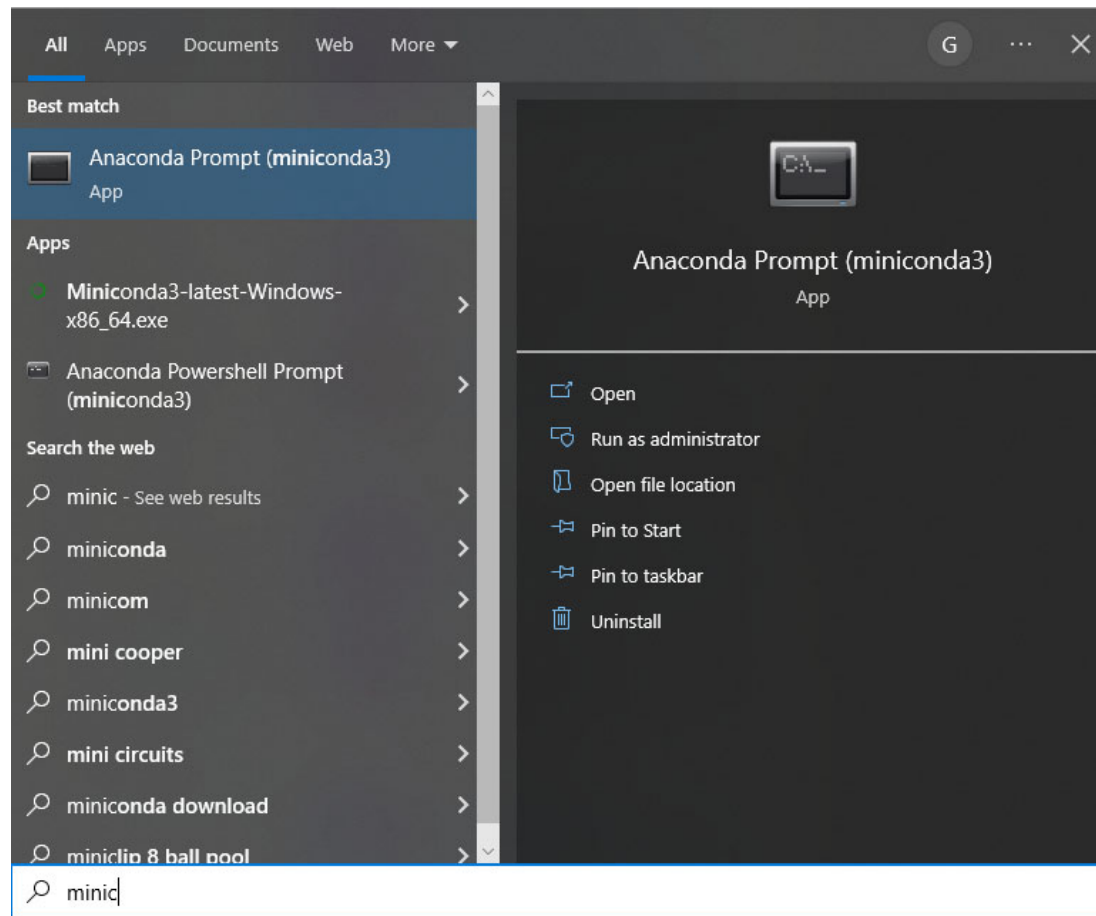 All Apps Documents Web More
G ... 
Best match
Anaconda Prompt (miniconda3)
App
Apps
Miniconda3-latest-Windows-
x86_64.exe
Anaconda Powershell Prompt
(miniconda3)
Search the web
minic - See web results
miniconda
minicom
mini cooper
miniconda3
mini circuits
miniconda download
miniclip 8 ball pool
minic
C:\_
Anaconda Prompt (miniconda3)
App
Open
Run as administrator
Open file location
Pin to Start
Pin to taskbar
Uninstall